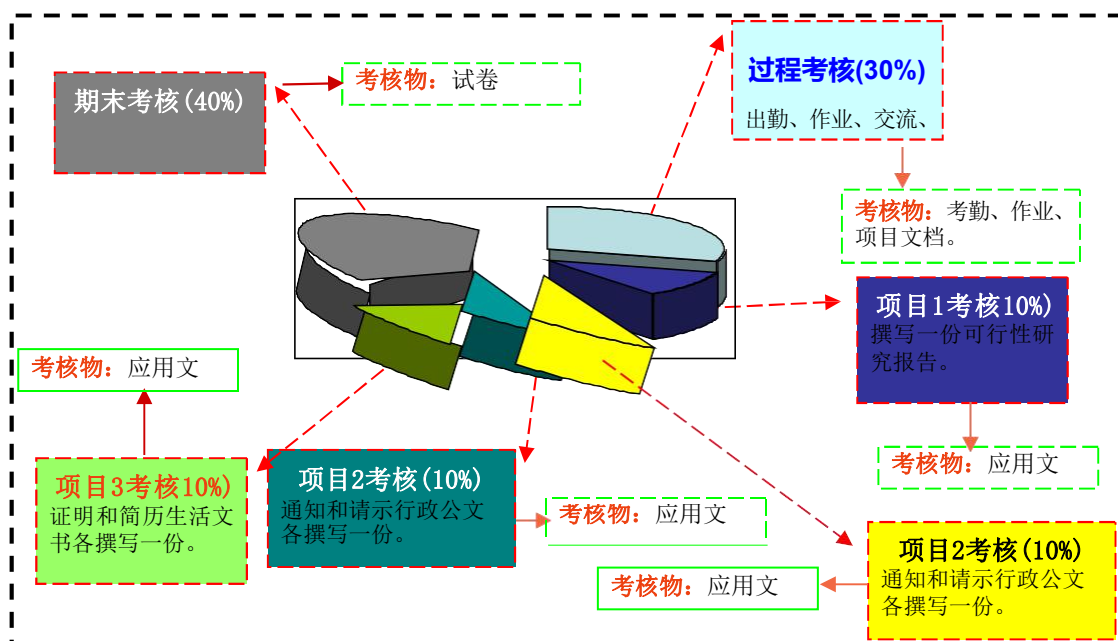 期末考核(40%)
考核物：试卷
过程考核(30%)
出勤、作业、交流、
考核物：考勤、作业、
项目文档。
项目1考核10%)
撰写一份可行性研
究报告。
考核物：应用文
考核物：应用文
项目3考核10%)
证明和简历生活文
书各撰写一份。
项目2考核(10%)
通知和请示行政公文
各撰写一份。
考核物：应用文
项目2考核(10%)
通知和请示行政公文
各撰写一份。
考核物：应用文